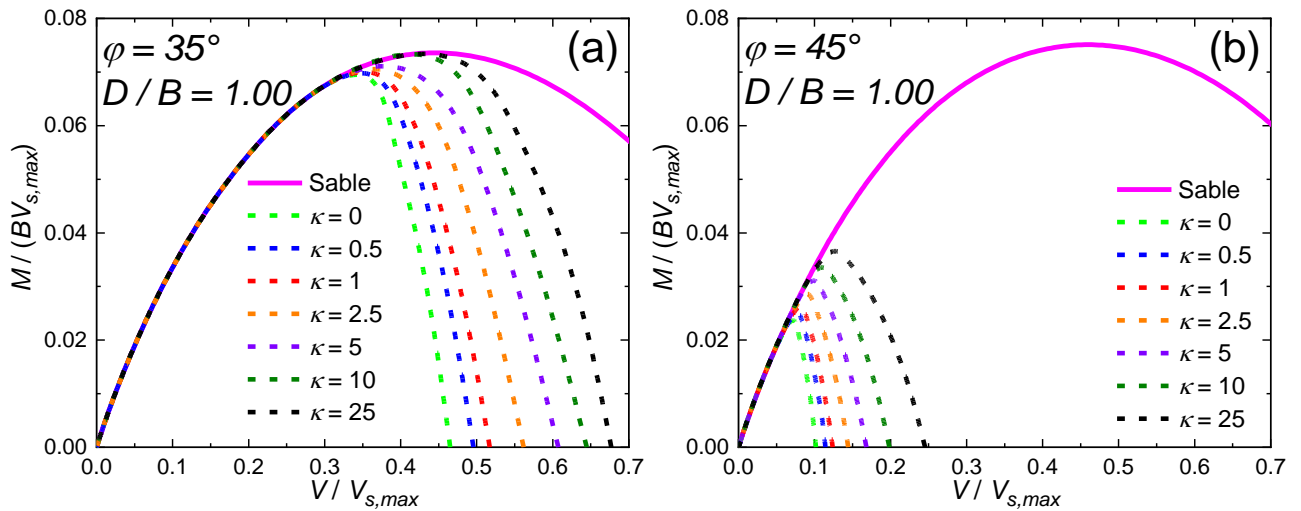 φ = 35°
D / B = 1.00
(a)
Sable
κ = 0
κ = 0.5
κ = 1
κ = 2.5
κ = 5
κ = 10
κ = 25
0.08
0.06
0.04
0.02
0.00
M / (BV_{s,max})
0.0 0.1 0.2 0.3 0.4 0.5 0.6 0.7
V / V_{s,max}
φ = 45°
D / B = 1.00
(b)
Sable
κ = 0
κ = 0.5
κ = 1
κ = 2.5
κ = 5
κ = 10
κ = 25
0.08
0.06
0.04
0.02
0.00
M / (BV_{s,max})
0.0 0.1 0.2 0.3 0.4 0.5 0.6 0.7
V / V_{s,max}